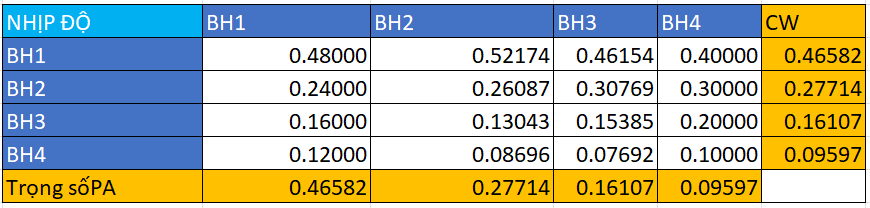 NHỊP ĐỘ BH1 BH2 BH3 BH4 CW
BH1 0.48000 0.52174 0.46154 0.40000 0.46582
BH2 0.24000 0.26087 0.30769 0.30000 0.27714
BH3 0.16000 0.13043 0.15385 0.20000 0.16107
BH4 0.12000 0.08696 0.07692 0.10000 0.09597
Trọng sốPA 0.46582 0.27714 0.16107 0.09597